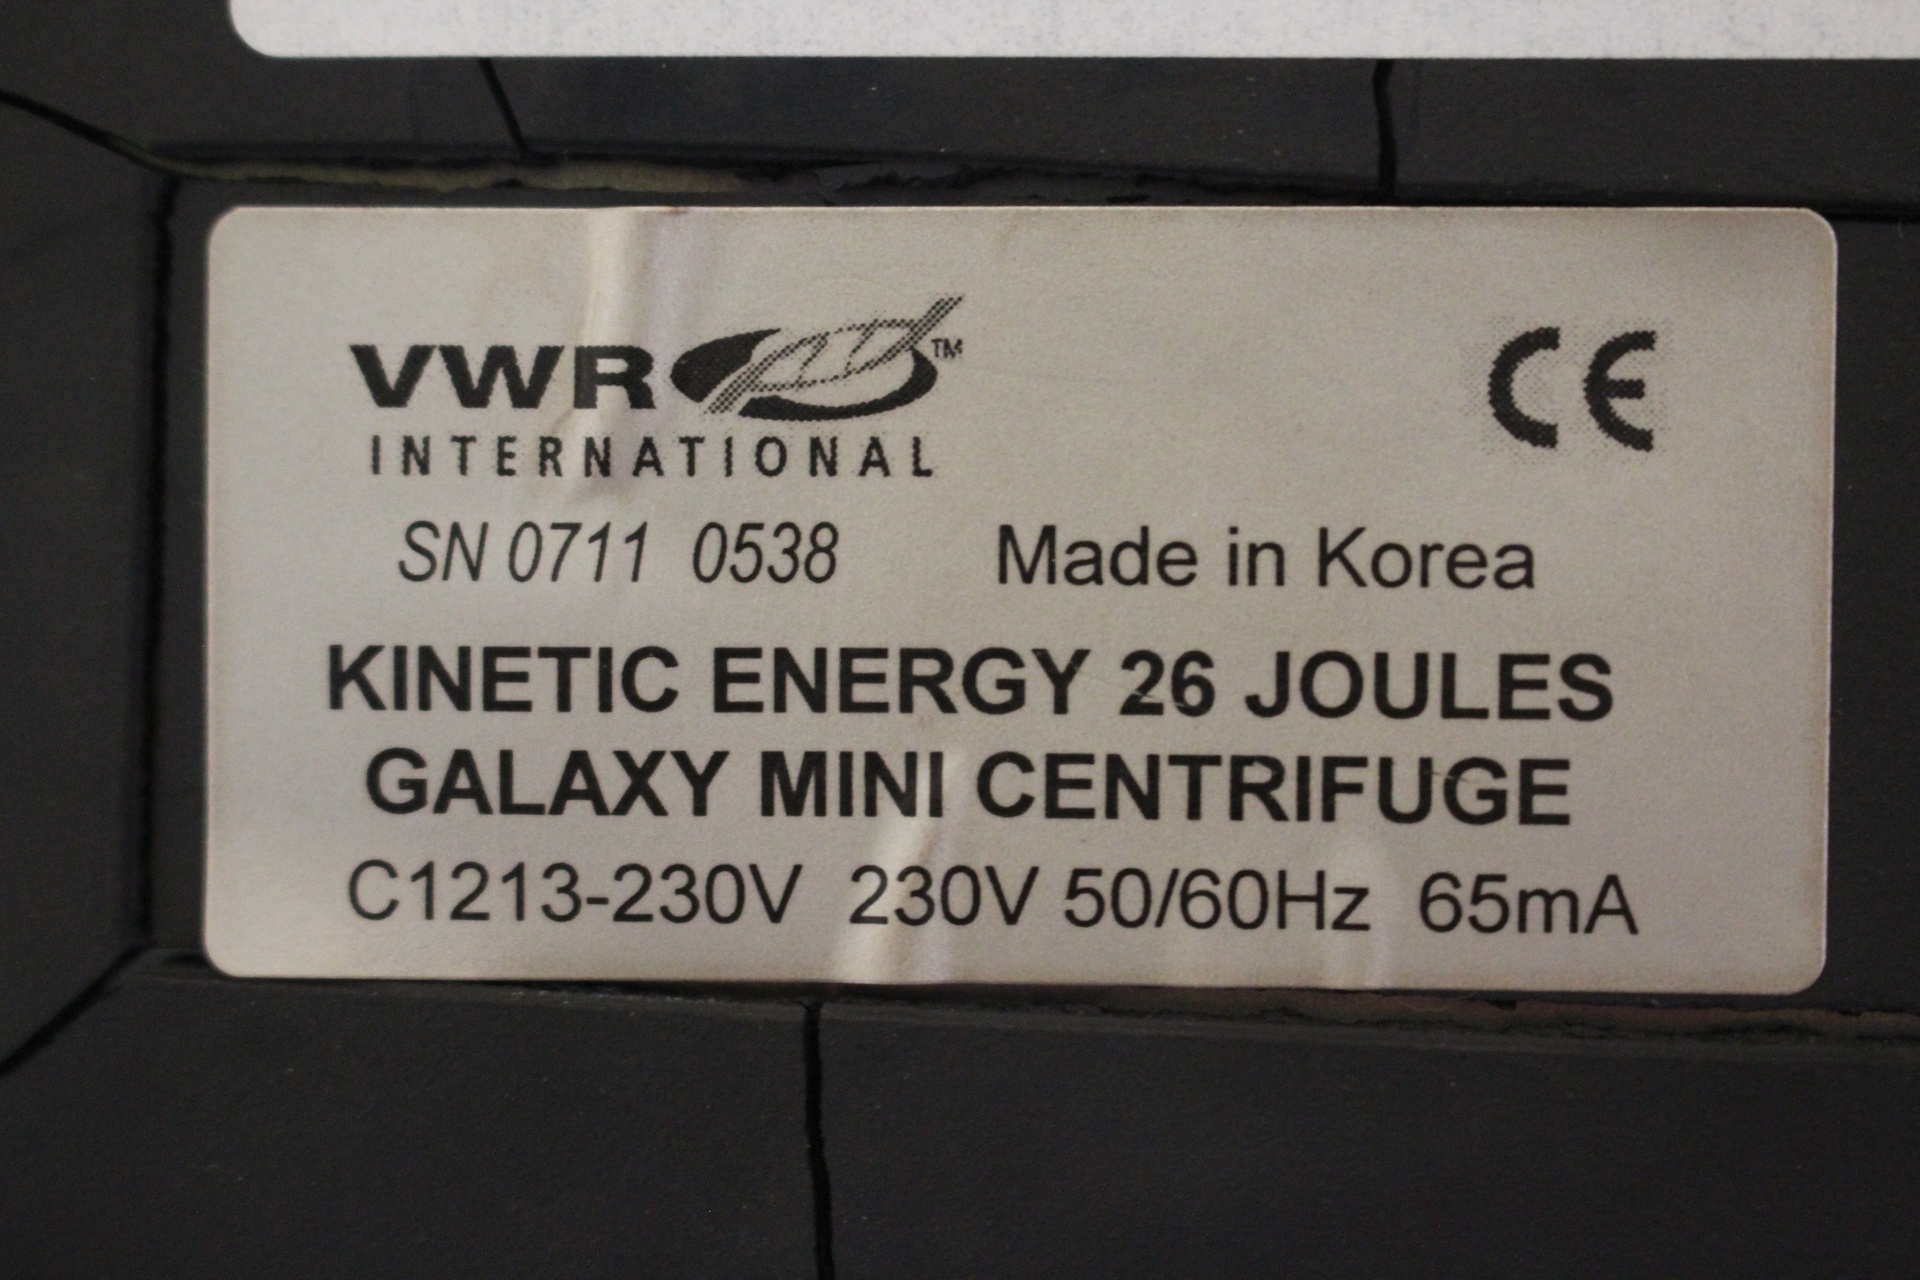 VWR™
CE
INTERNATIONAL
SN 0711 0538 Made in Korea
KINETIC ENERGY 26 JOULES
GALAXY MINI CENTRIFUGE
C1213-230V 230V 50/60Hz 65mA